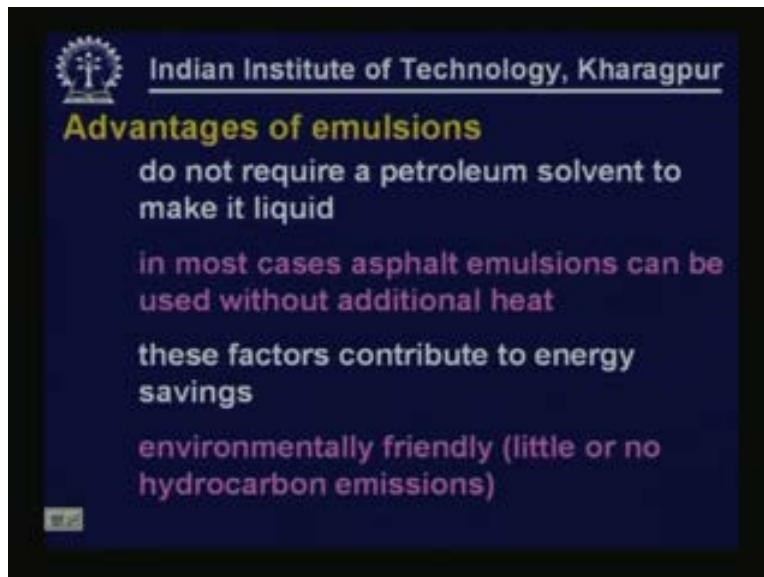 Indian Institute of Technology, Kharagpur
Advantages of emulsions
do not require a petroleum solvent to
make it liquid
in most cases asphalt emulsions can be
used without additional heat
these factors contribute to energy
savings
environmentally friendly (little or no
hydrocarbon emissions)